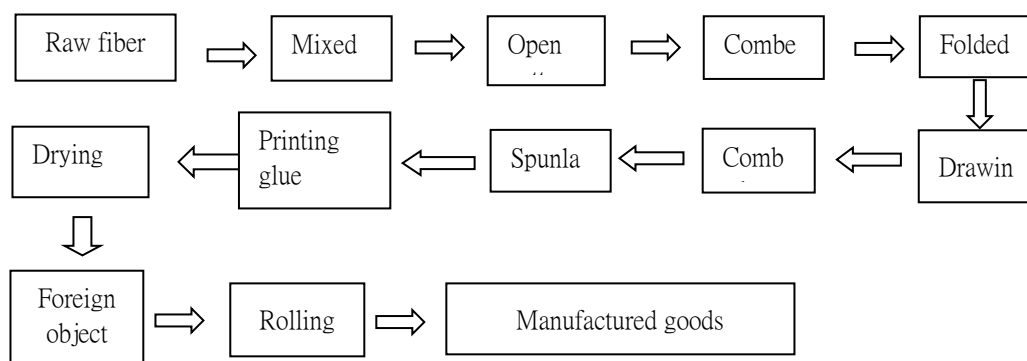 Raw fiber
Mixed
Open
Combe
Folded
Drawin
Comb
Spunla
Printing
glue
Drying
Foreign
object
Rolling
Manufactured goods